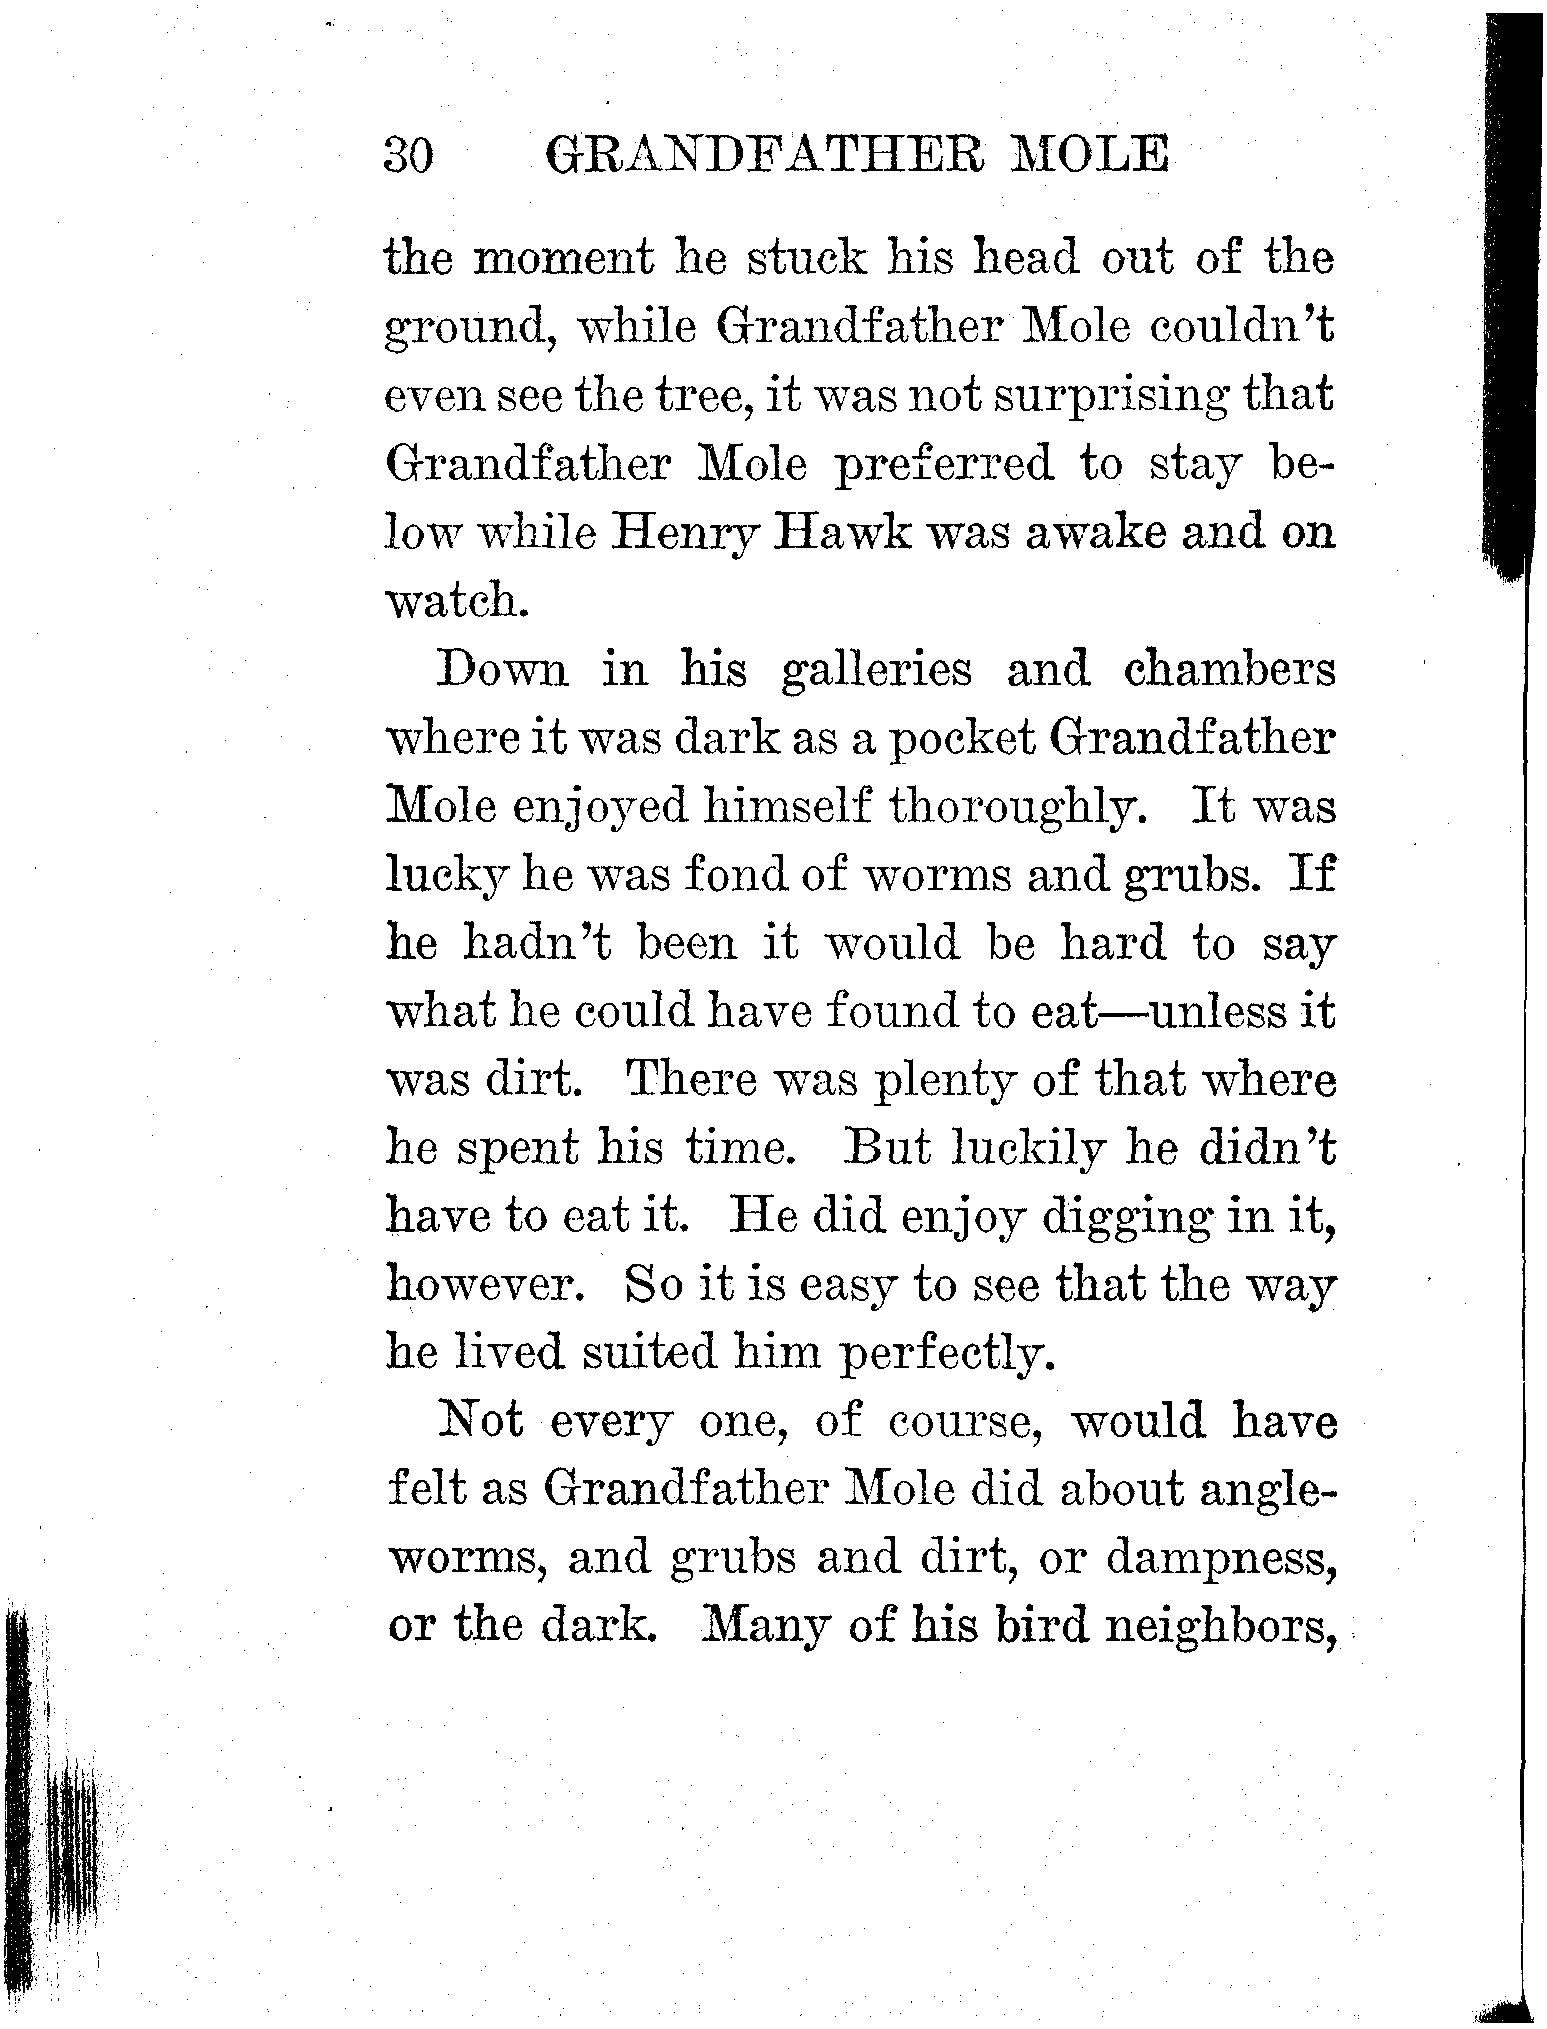 30 GRANDFATHER MOLE
the moment he stuck his head out of the
ground, while Grandfather Mole couldn't
even see the tree, it was not surprising that
Grandfather Mole preferred to stay be-
low while Henry Hawk was awake and on
watch.
Down in his galleries and chambers
where it was dark as a pocket Grandfather
Mole enjoyed himself thoroughly. It was
lucky he was fond of worms and grubs. If
he hadn't been it would be hard to say
what he could have found to eat—unless it
was dirt. There was plenty of that where
he spent his time. But luckily he didn't
have to eat it. He did enjoy digging in it,
however. So it is easy to see that the way
he lived suited him perfectly.
Not every one, of course, would have
felt as Grandfather Mole did about angle-
worms, and grubs and dirt, or dampness,
or the dark. Many of his bird neighbors,